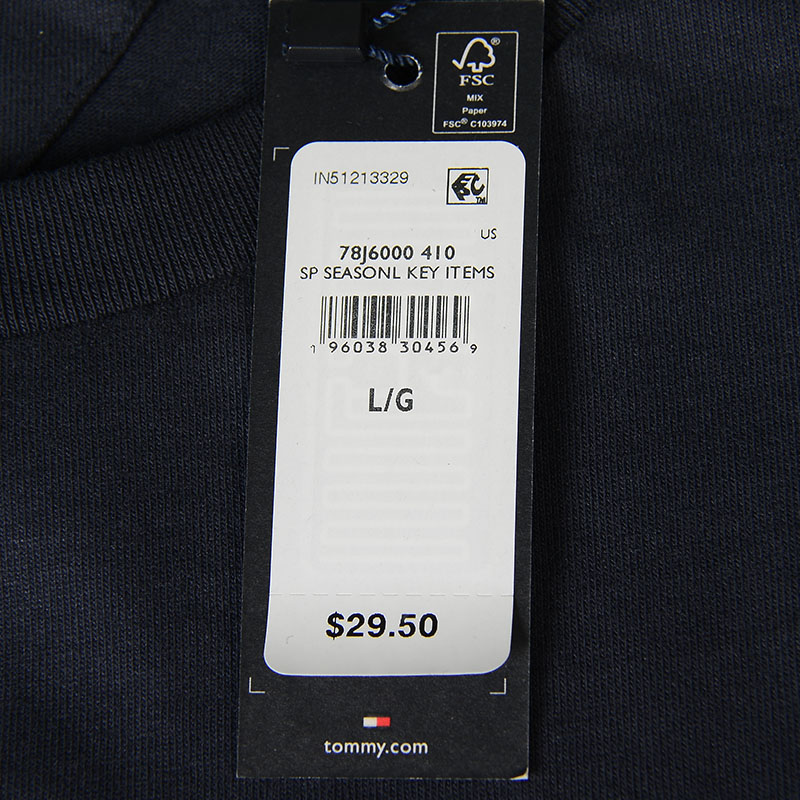 FSC®
MIX
Paper
FSC® C103974
IN51213329
EPC™
US
78J6000 410
SP SEASONL KEY ITEMS
1 96038 30456 9
L/G
$29.50
tommy.com